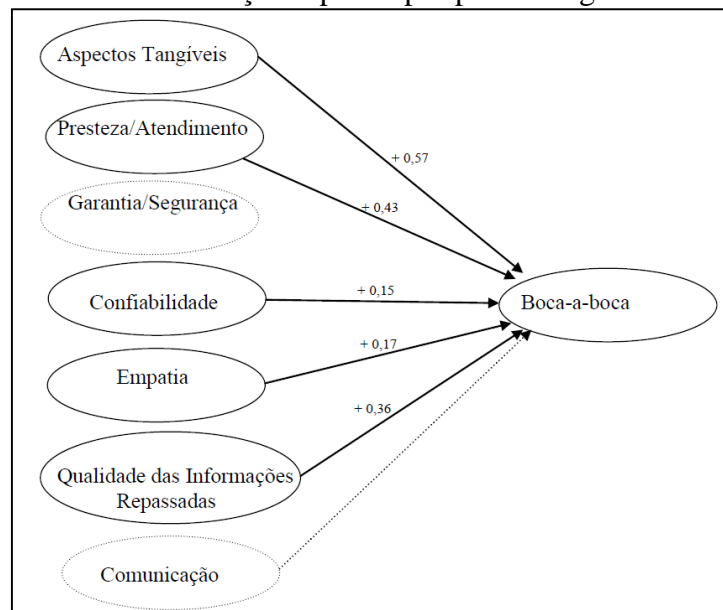 Aspectos Tangíveis
Presteza/Atendimento
+ 0,57
Garantia/Segurança
+ 0,43
Confiabilidade
+ 0,15
Boca-a-boca
Empatia
+ 0,17
+ 0,36
Qualidade das Informações
Repassadas
Comunicação